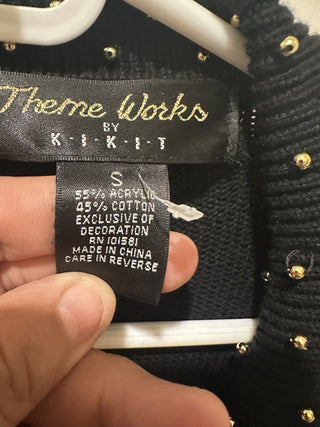 Theme Works
BY
K-I-K-I-T
S
55% ACRYLIC
45% COTTON
EXCLUSIVE OF
DECORATION
RN 101581
MADE IN CHINA
CARE IN REVERSE